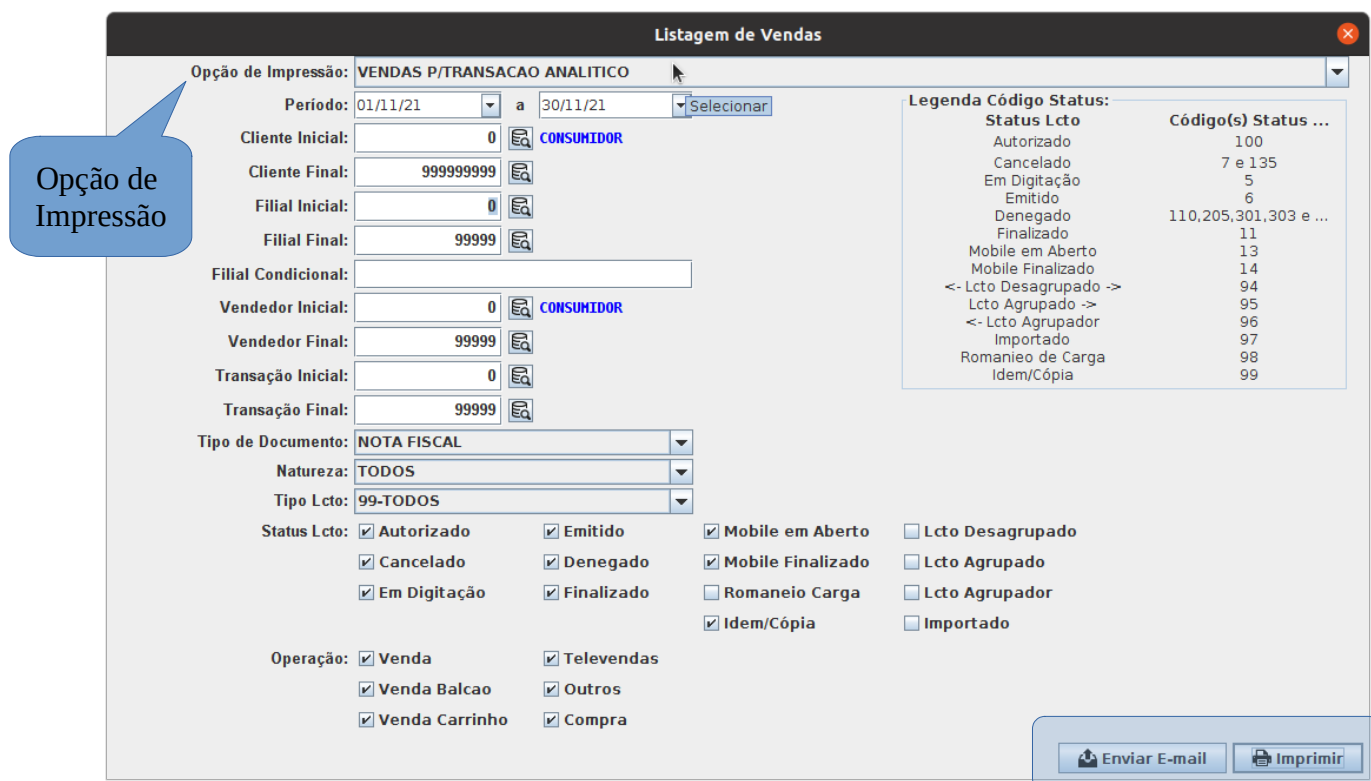 Listagem de Vendas
Opção de Impressão: VENDAS P/TRANSACAO ANALITICO
Período: 01/11/21 a 30/11/21 Selecionar
Cliente Inicial: 0 CONSUMIDOR
Cliente Final: 999999999
Filial Inicial: 0
Filial Final: 99999
Filial Condicional:
Vendedor Inicial: 0 CONSUMIDOR
Vendedor Final: 99999
Transação Inicial: 0
Transação Final: 99999
Tipo de Documento: NOTA FISCAL
Natureza: TODOS
Tipo Lcto: 99-TODOS
Opção de
Impressão
Legenda Código Status:
Status Lcto Código(s) Status ...
Autorizado 100
Cancelado 7 e 135
Em Digitação 5
Emitido 6
Denegado 110,205,301,303 e ...
Finalizado 11
Mobile em Aberto 13
Mobile Finalizado 14
<- Lcto Desagrupado -> 94
Lcto Agrupado -> 95
<- Lcto Agrupador 96
Importado 97
Romanieo de Carga 98
Idem/Cópia 99
Status Lcto: Autorizado Emitido Mobile em Aberto Lcto Desagrupado
Cancelado Denegado Mobile Finalizado Lcto Agrupado
Em Digitação Finalizado Romaneio Carga Lcto Agrupador
Idem/Cópia Importado
Operação: Venda Televendas
Venda Balcao Outros
Venda Carrinho Compra
Enviar E-mail Imprimir